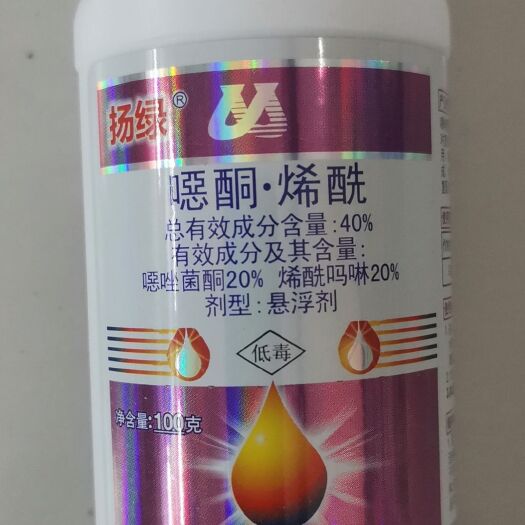 扬绿®
噁酮·烯酰
总有效成分含量:40%
有效成分及其含量:
噁唑菌酮20% 烯酰吗啉20%
剂型:悬浮剂
低毒
净含量:100克